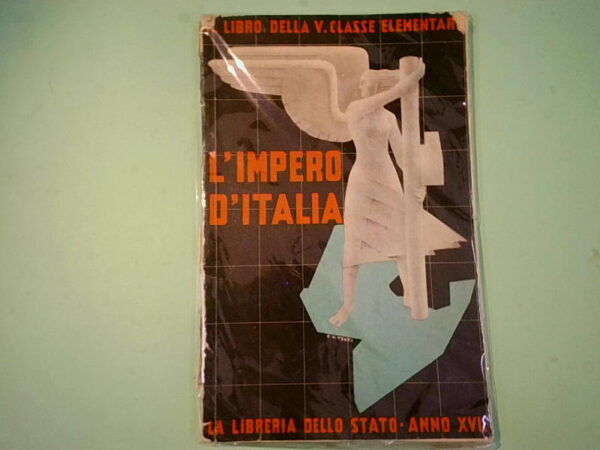 LIBRO DELLA V. CLASSE ELEMENTAR
L'IMPERO
D'ITALIA
LA LIBRERIA DELLO STATO · ANNO XVI